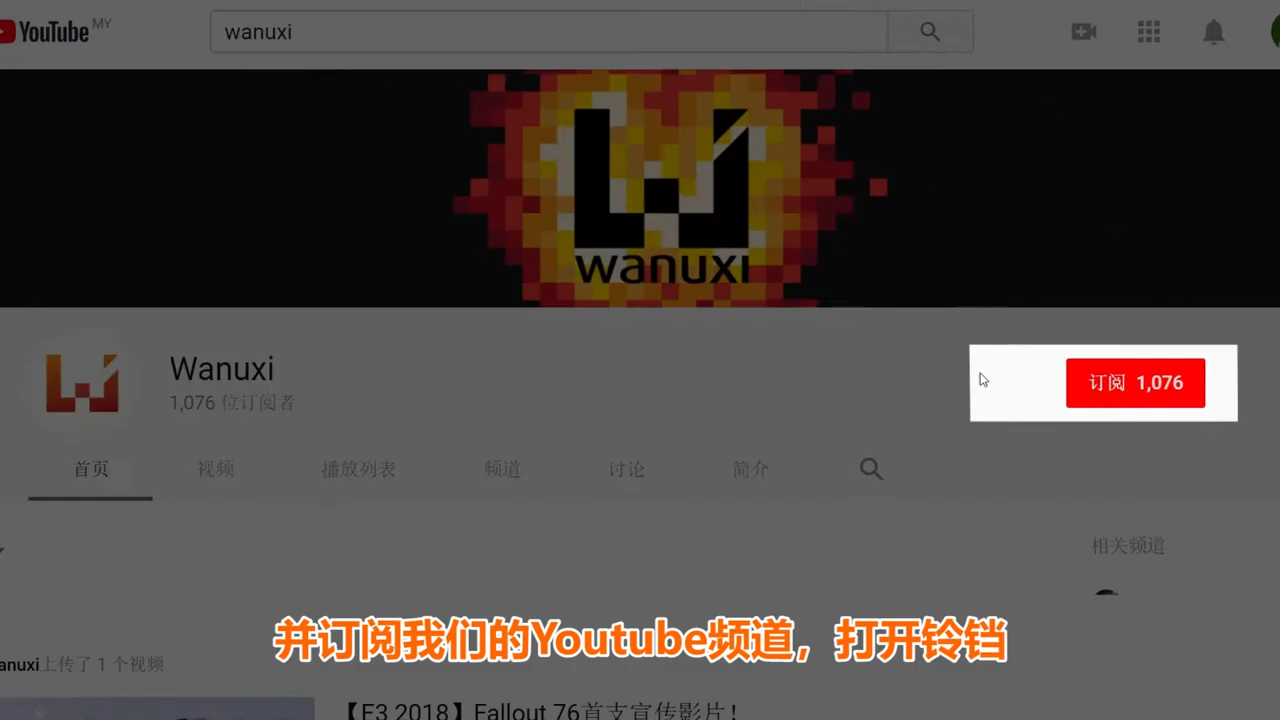 YouTube MY
wanuxi
wanuxi
Wanuxi
1,076 位订阅者
订阅 1,076
首页 视频 播放列表 频道 讨论 简介
相关频道
并订阅我们的Youtube频道，打开铃铛
anuxi上传了 1 个视频
【E3 2018】Fallout 76首支宣传影片！